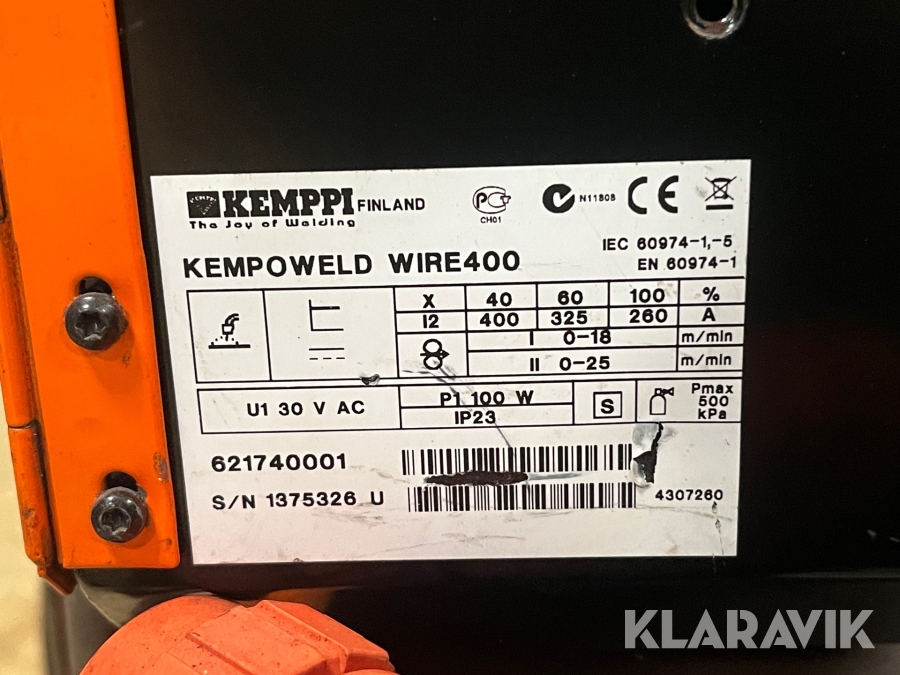 KEMPPI FINLAND
The Joy of Welding
PC
CH01
N11808
CE
IEC 60974-1,-5
EN 60974-1
KEMPOWELD WIRE400
X 40 60 100 %
I2 400 325 260 A
I 0-18 m/min
II 0-25 m/min
U1 30 V AC
P1 100 W
IP23
S
Pmax
500
kPa
621740001
S/N 1375326 U
4307260
KLARAVIK